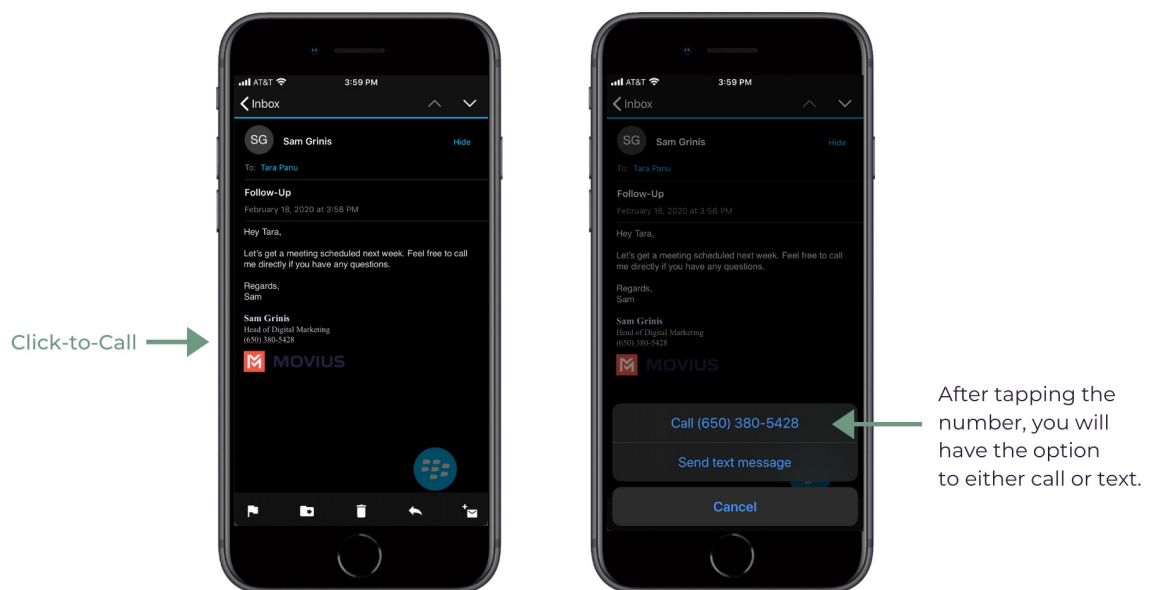 AT&T 3:59 PM
Inbox
SG Sam Grinis Hide
To: Tara Panu
Follow-Up
February 18, 2020 at 3:58 PM
Hey Tara,
Let's get a meeting scheduled next week. Feel free to call
me directly if you have any questions.
Regards,
Sam
Sam Grinis
Head of Digital Marketing
(650) 380-5428
MOVIUS
Click-to-Call
AT&T 3:59 PM
Inbox
SG Sam Grinis Hide
To: Tara Panu
Follow-Up
February 18, 2020 at 3:58 PM
Hey Tara,
Let's get a meeting scheduled next week. Feel free to call
me directly if you have any questions.
Regards,
Sam
Sam Grinis
Head of Digital Marketing
(650) 380-5428
MOVIUS
Call (650) 380-5428
Send text message
Cancel
After tapping the
number, you will
have the option
to either call or text.